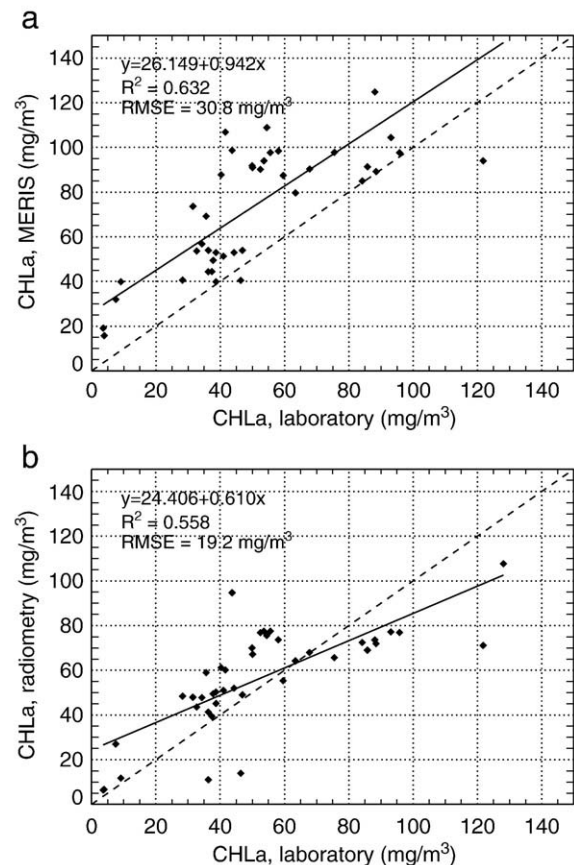 a
150
140
120
100
80
60
40
20
0
CHLa, MERIS (mg/m³)
y=26.149+0.942x
R² = 0.632
RMSE = 30.8 mg/m³
0 20 40 60 80 100 120 140
CHLa, laboratory (mg/m³)
b
150
140
120
100
80
60
40
20
0
CHLa, radiometry (mg/m³)
y=24.406+0.610x
R² = 0.558
RMSE = 19.2 mg/m³
0 20 40 60 80 100 120 140
CHLa, laboratory (mg/m³)